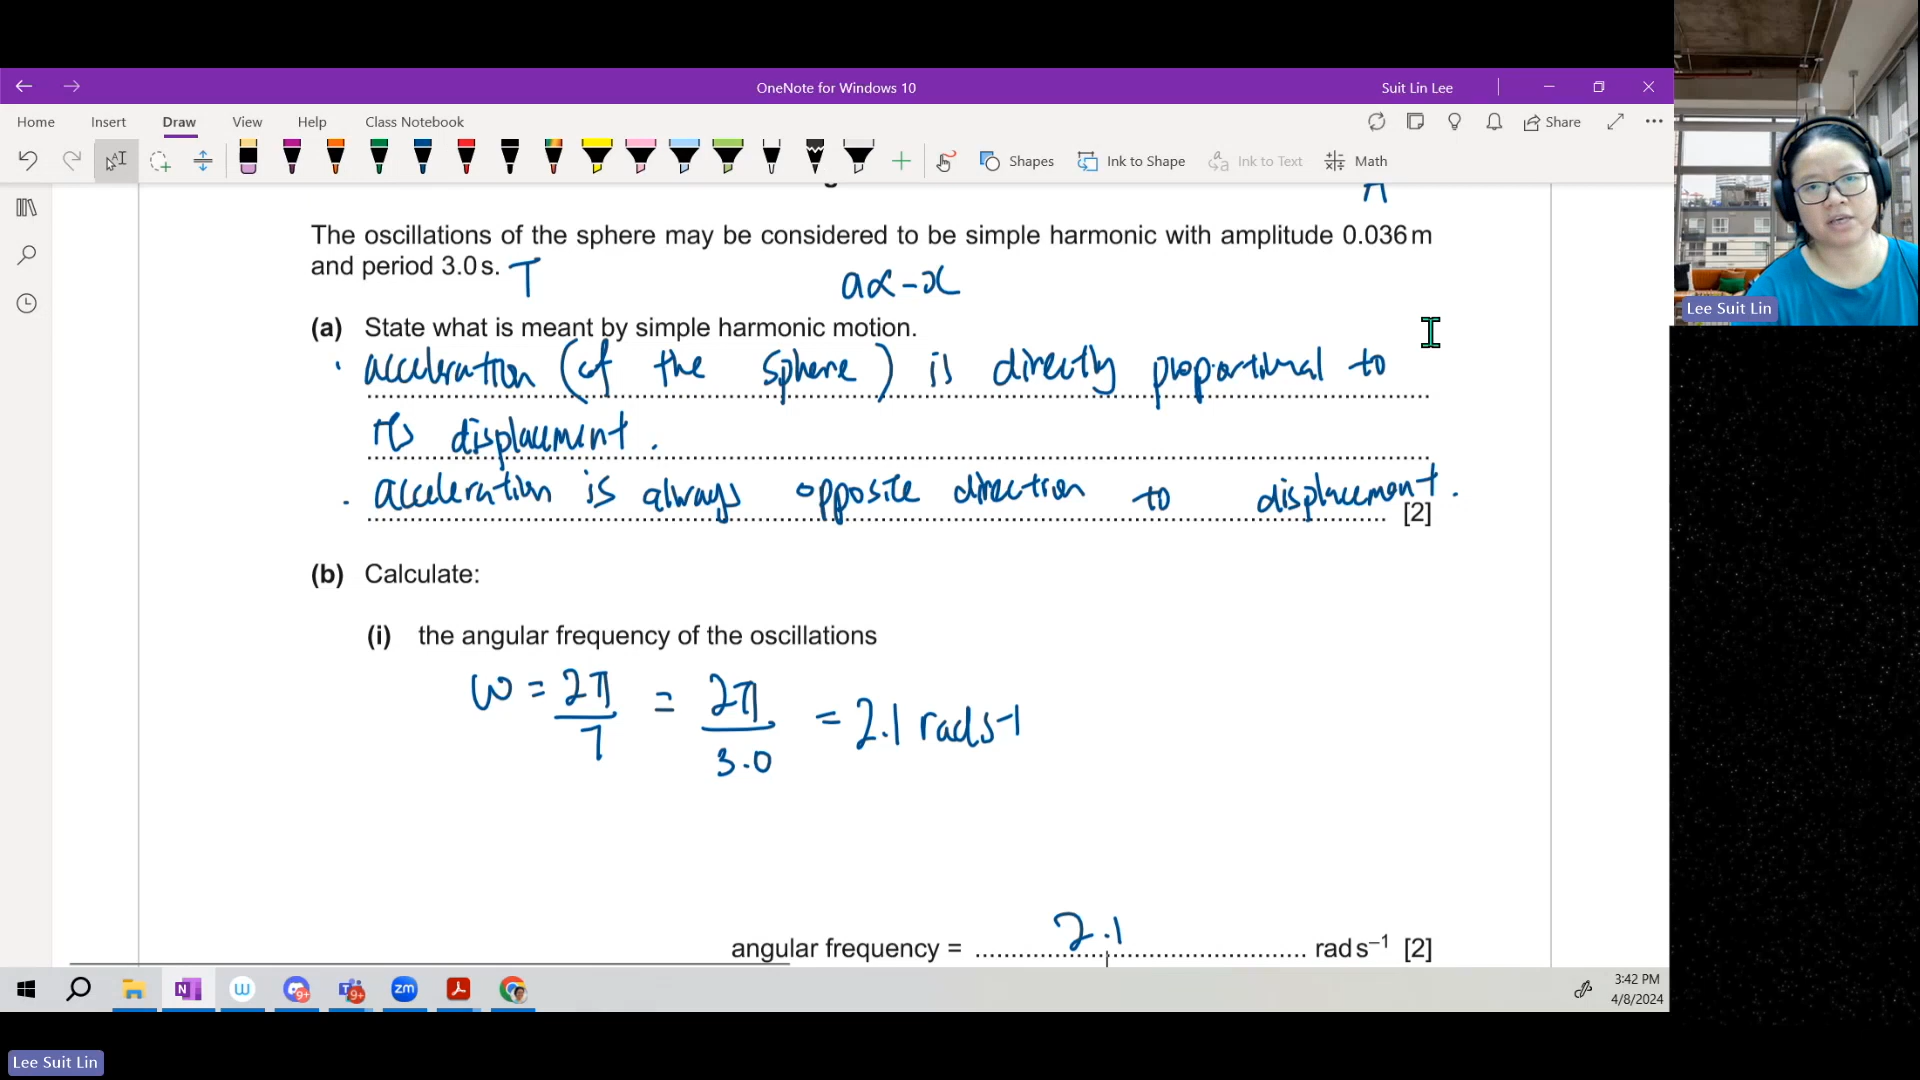 OneNote for Windows 10
Suit Lin Lee
Home Insert Draw View Help Class Notebook
Share
Shapes Ink to Shape Ink to Text Math
A
The oscillations of the sphere may be considered to be simple harmonic with amplitude 0.036 m
and period 3.0 s. T
a∝-x
(a) State what is meant by simple harmonic motion.
· acceleration (of the sphere) is directly proportional to
its displacement.
· acceleration is always opposite direction to displacement.
[2]
(b) Calculate:
(i) the angular frequency of the oscillations
ω = 2π/T = 2π/3.0 = 2.1 rad s-1
angular frequency = 2.1 rad s⁻¹ [2]
3:42 PM
4/8/2024
Lee Suit Lin
Lee Suit Lin